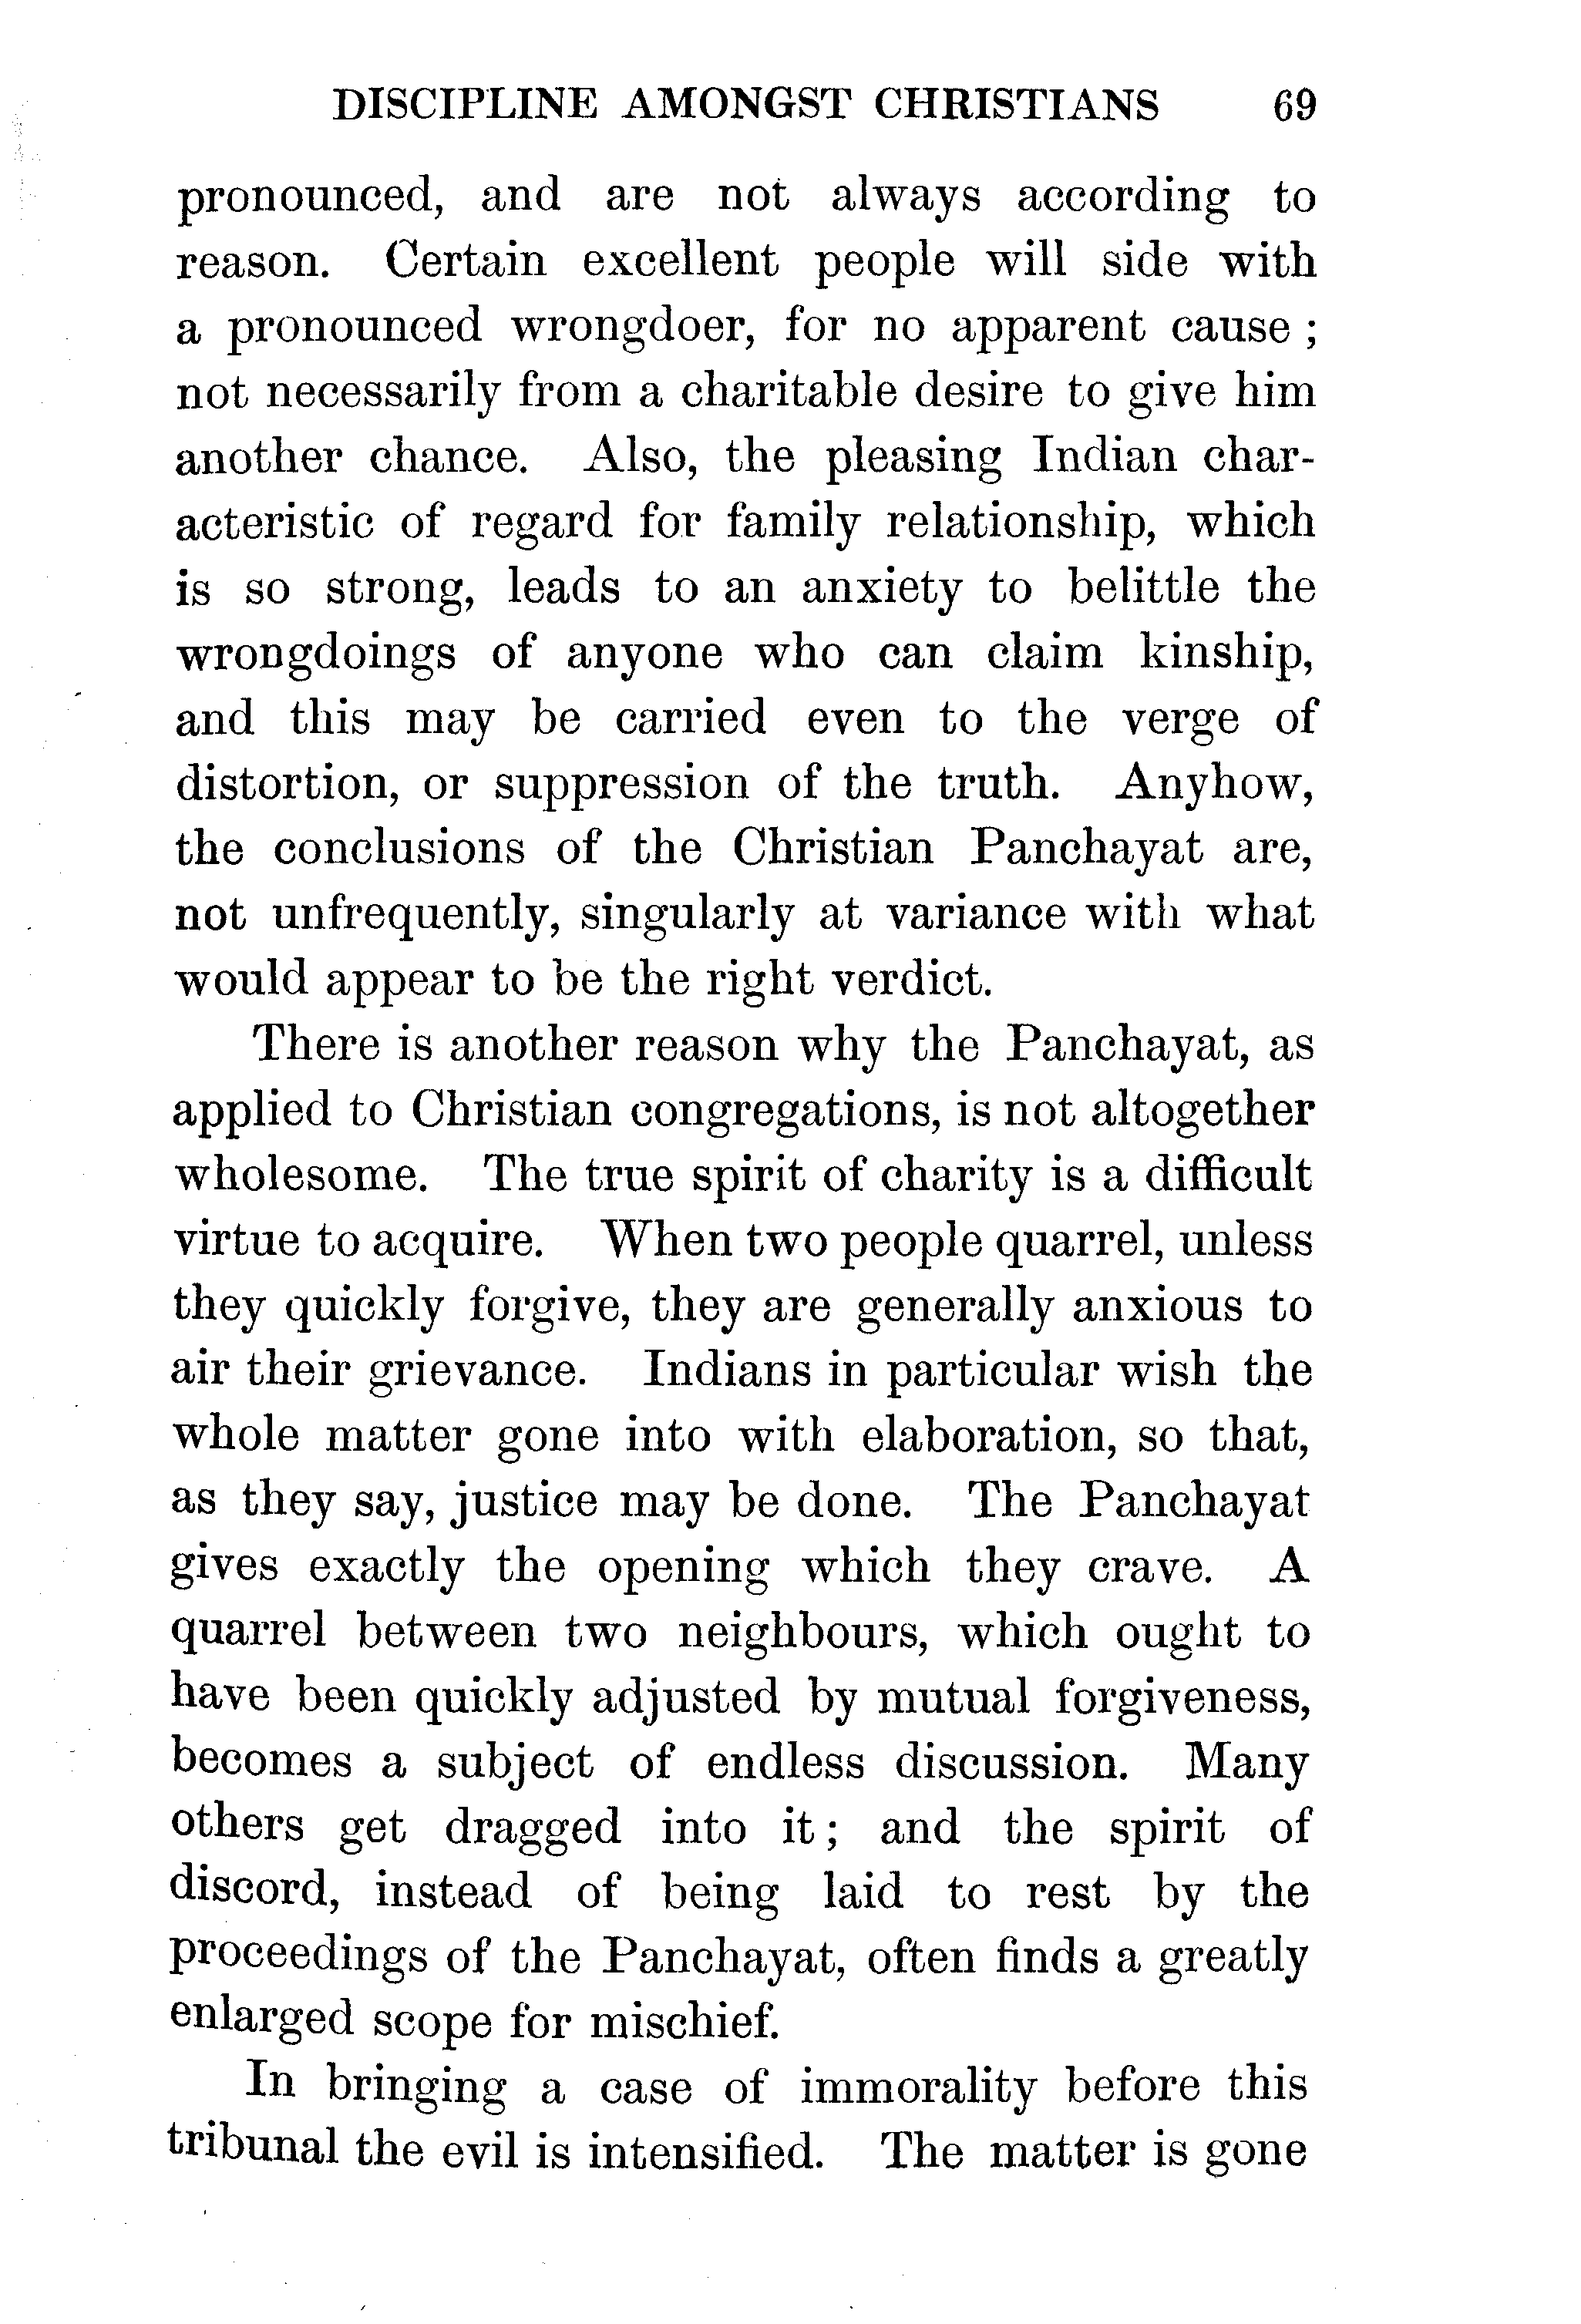 DISCIPLINE AMONGST CHRISTIANS 69
pronounced, and are not always according to
reason. Certain excellent people will side with
a pronounced wrongdoer, for no apparent cause ;
not necessarily from a charitable desire to give him
another chance. Also, the pleasing Indian char-
acteristic of regard for family relationship, which
is so strong, leads to an anxiety to belittle the
wrongdoings of anyone who can claim kinship,
and this may be carried even to the verge of
distortion, or suppression of the truth. Anyhow,
the conclusions of the Christian Panchayat are,
not unfrequently, singularly at variance with what
would appear to be the right verdict.
There is another reason why the Panchayat, as
applied to Christian congregations, is not altogether
wholesome. The true spirit of charity is a difficult
virtue to acquire. When two people quarrel, unless
they quickly forgive, they are generally anxious to
air their grievance. Indians in particular wish the
whole matter gone into with elaboration, so that,
as they say, justice may be done. The Panchayat
gives exactly the opening which they crave. A
quarrel between two neighbours, which ought to
have been quickly adjusted by mutual forgiveness,
becomes a subject of endless discussion. Many
others get dragged into it; and the spirit of
discord, instead of being laid to rest by the
proceedings of the Panchayat, often finds a greatly
enlarged scope for mischief.
In bringing a case of immorality before this
tribunal the evil is intensified. The matter is gone